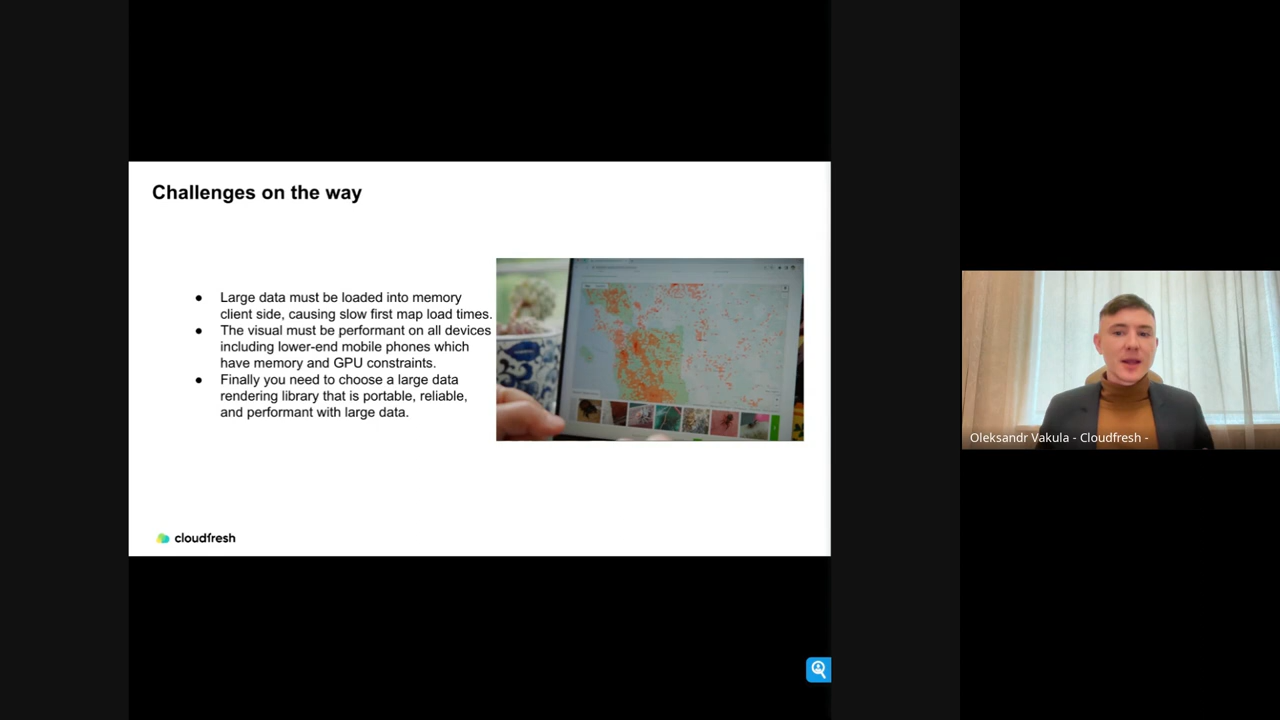 Challenges on the way
● Large data must be loaded into memory
client side, causing slow first map load times.
● The visual must be performant on all devices
including lower-end mobile phones which
have memory and GPU constraints.
● Finally you need to choose a large data
rendering library that is portable, reliable,
and performant with large data.
cloudfresh
Oleksandr Vakula - Cloudfresh -